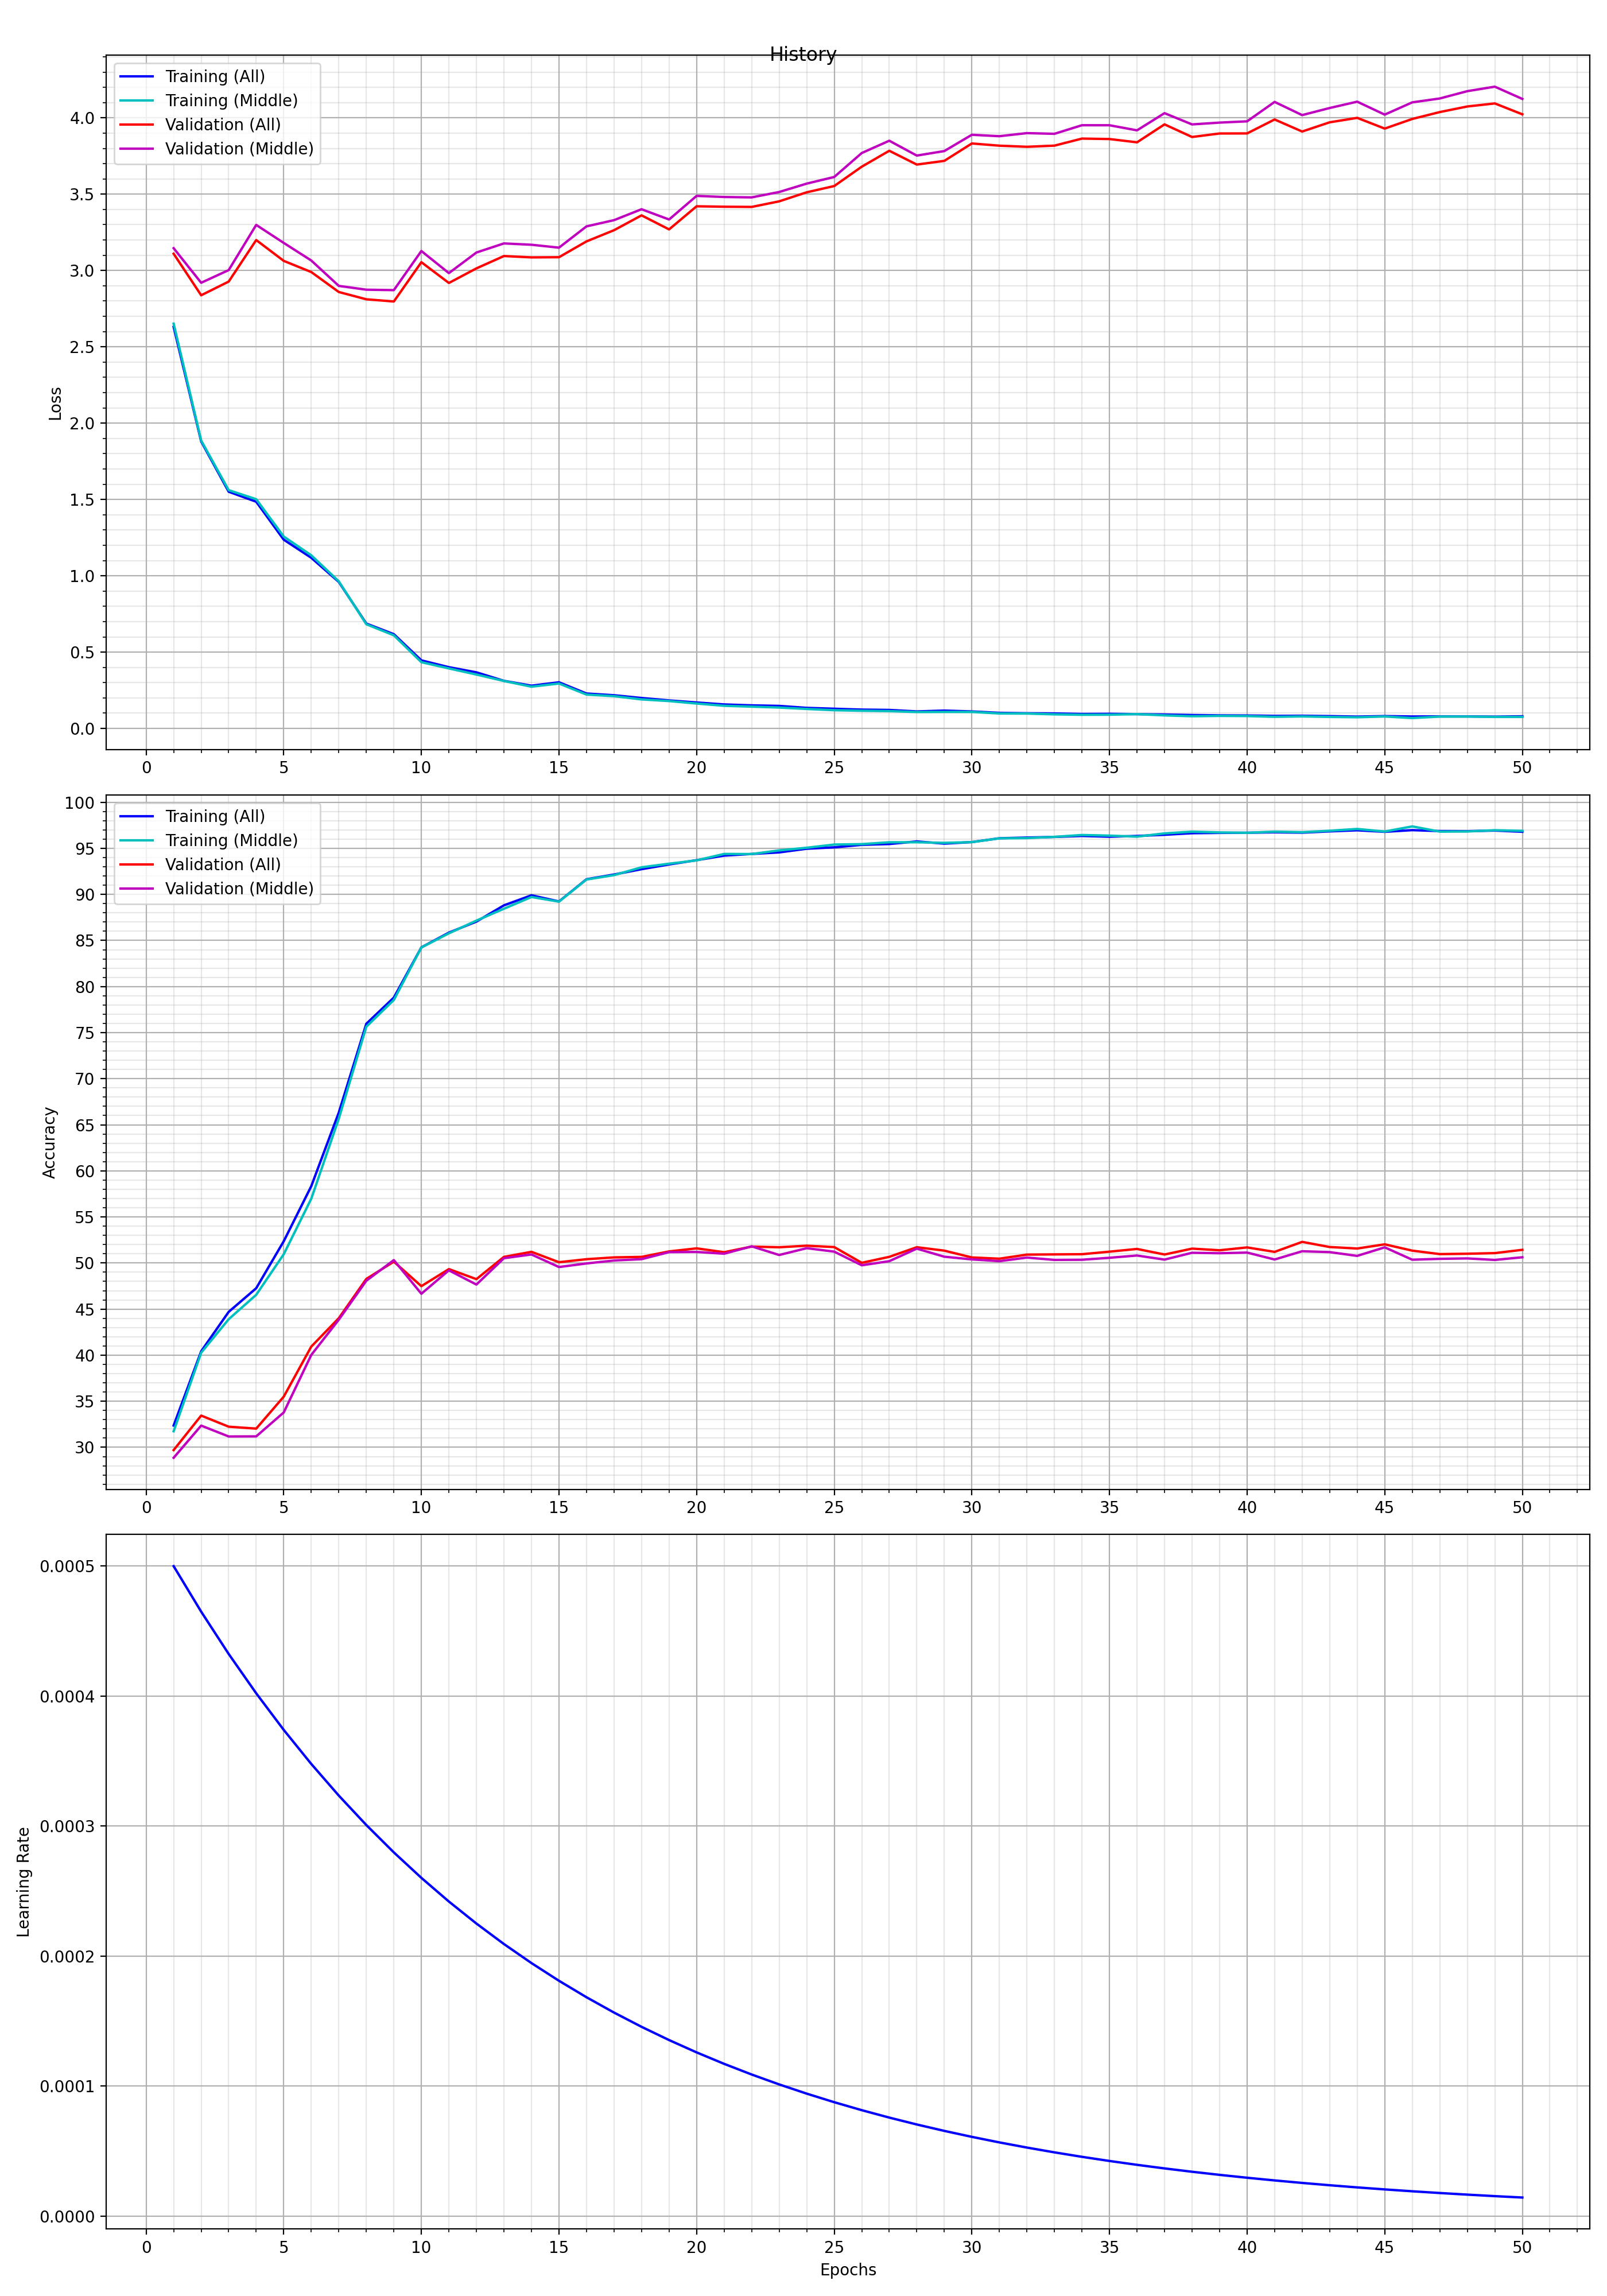 History
Training (All)
Training (Middle)
Validation (All)
Validation (Middle)
4.0
3.5
3.0
2.5
2.0
1.5
1.0
0.5
0.0
Loss
0 5 10 15 20 25 30 35 40 45 50
Training (All)
Training (Middle)
Validation (All)
Validation (Middle)
100
95
90
85
80
75
70
65
60
55
50
45
40
35
30
Accuracy
0 5 10 15 20 25 30 35 40 45 50
0.0005
0.0004
0.0003
0.0002
0.0001
0.0000
Learning Rate
0 5 10 15 20 25 30 35 40 45 50
Epochs